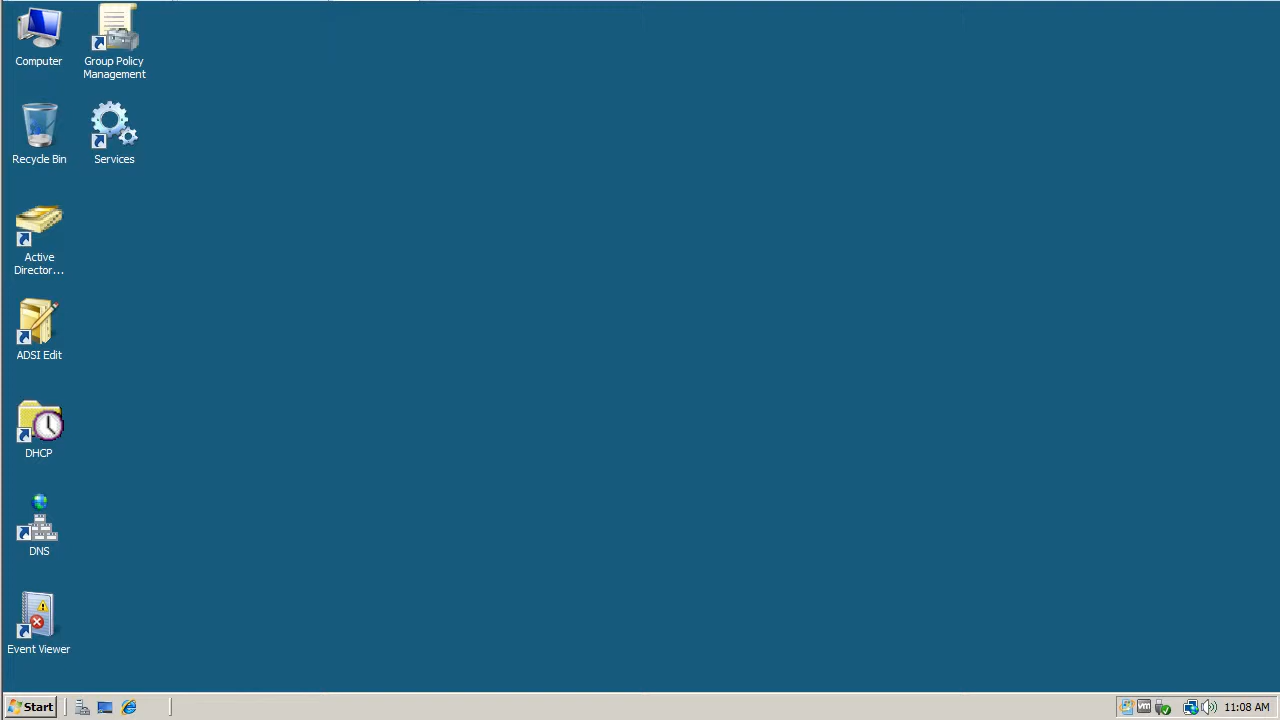 Computer
Group Policy
Management
Recycle Bin
Services
Active
Director...
ADSI Edit
DHCP
DNS
Event Viewer
Start
vm
11:08 AM